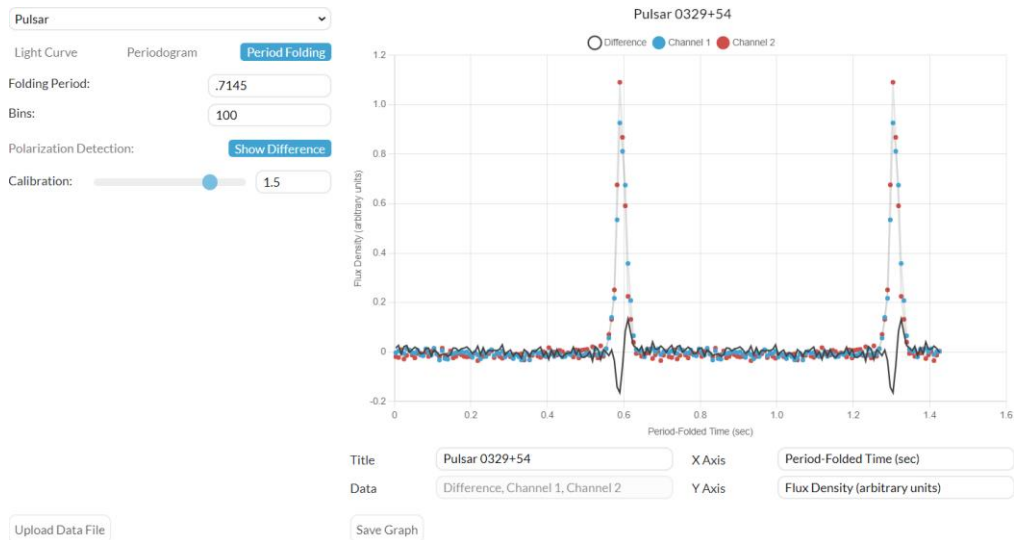 Pulsar
Light Curve Periodogram Period Folding
Folding Period: .7145
Bins: 100
Polarization Detection: Show Difference
Calibration: 1.5
Pulsar 0329+54
Difference Channel 1 Channel 2
Flux Density (arbitrary units)
1.2
1.0
0.8
0.6
0.4
0.2
0
-0.2
0 0.2 0.4 0.6 0.8 1.0 1.2 1.4 1.6
Period-Folded Time (sec)
Title Pulsar 0329+54 X Axis Period-Folded Time (sec)
Data Difference, Channel 1, Channel 2 Y Axis Flux Density (arbitrary units)
Upload Data File Save Graph